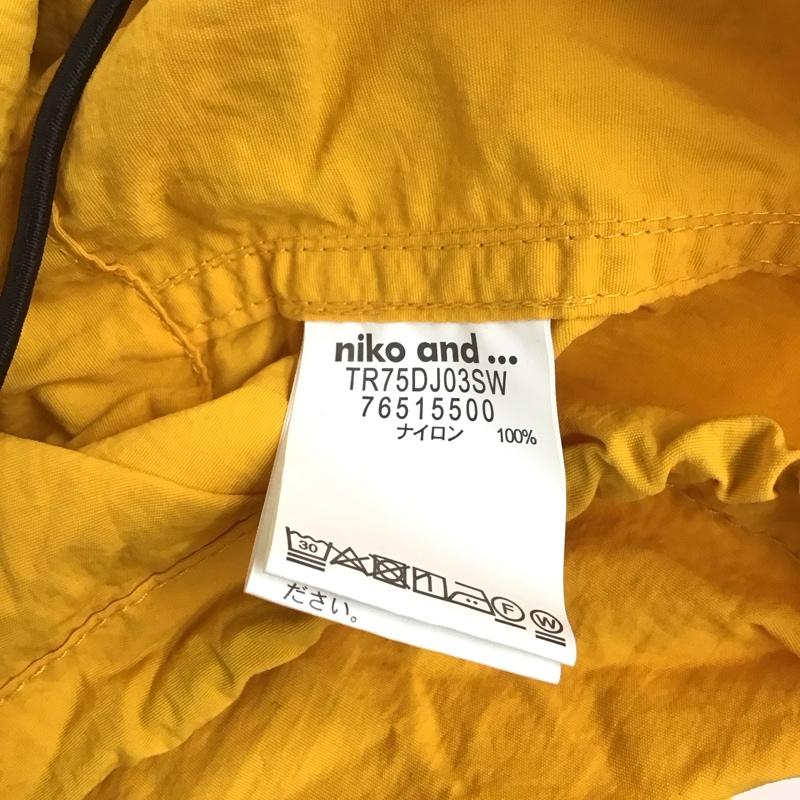 niko and ...
TR75DJ03SW
76515500
ナイロン 100%
30 F W
ださい。